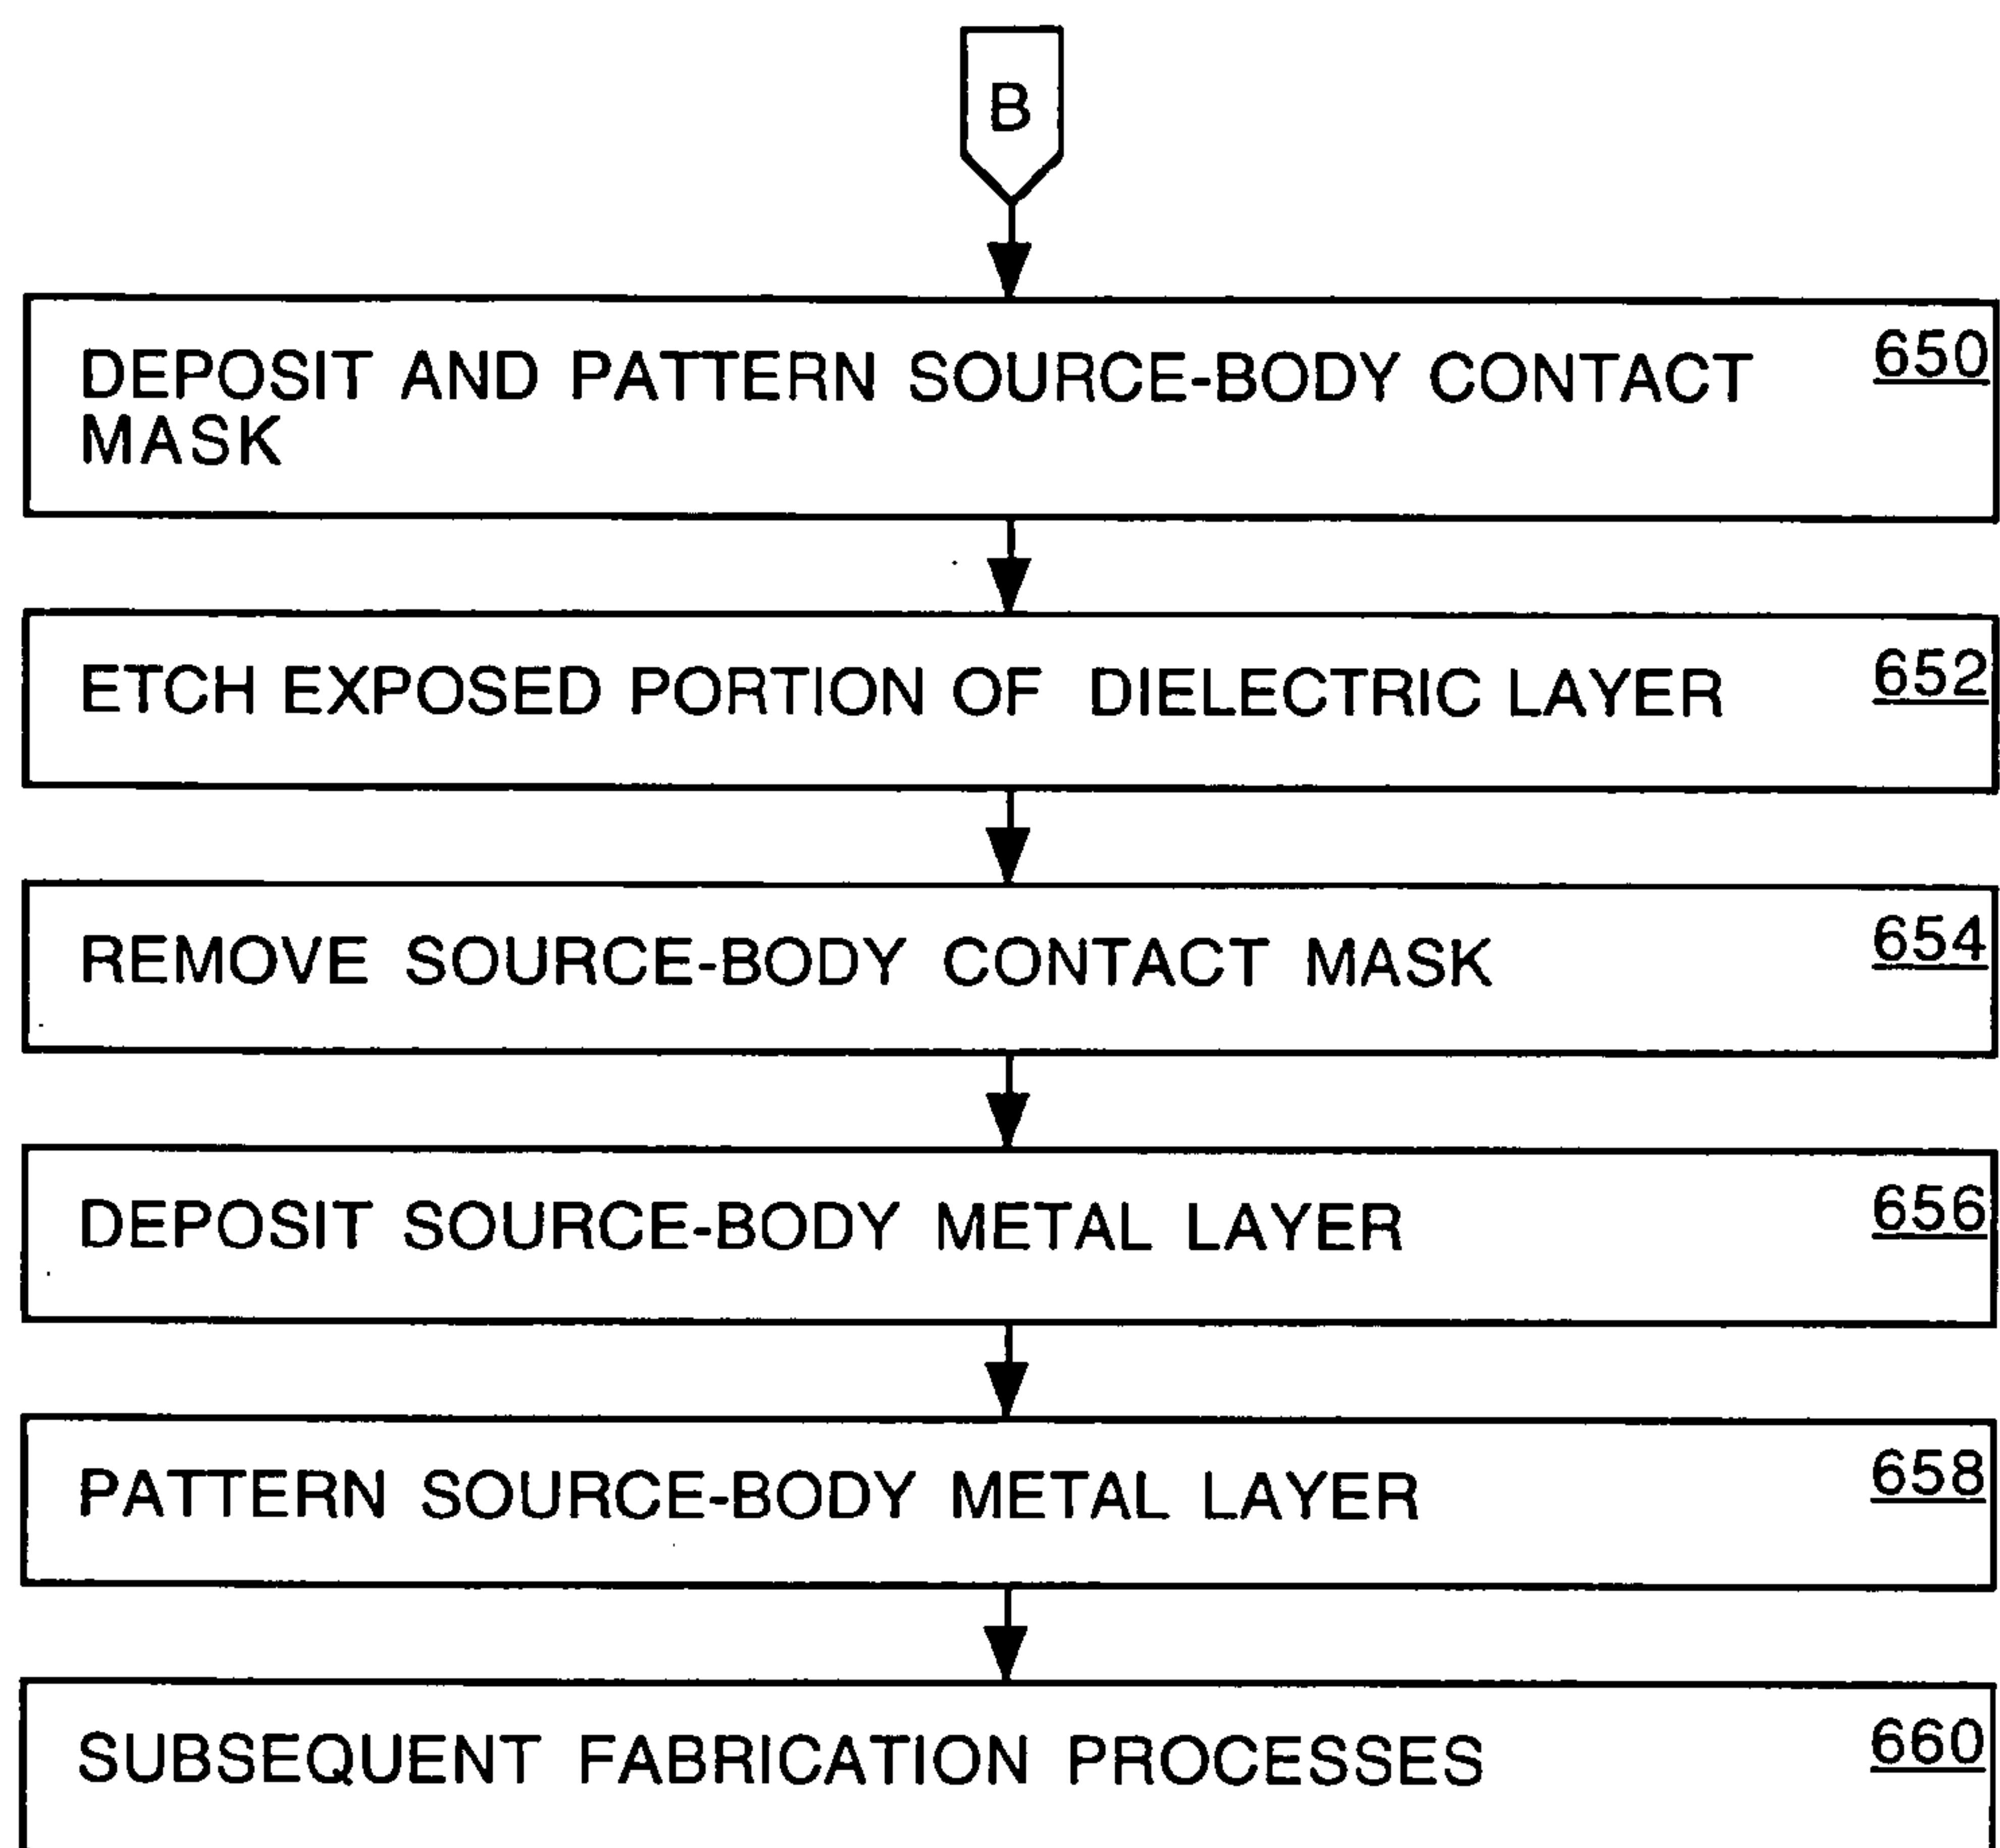 B
DEPOSIT AND PATTERN SOURCE-BODY CONTACT 650
MASK
ETCH EXPOSED PORTION OF DIELECTRIC LAYER 652
REMOVE SOURCE-BODY CONTACT MASK 654
DEPOSIT SOURCE-BODY METAL LAYER 656
PATTERN SOURCE-BODY METAL LAYER 658
SUBSEQUENT FABRICATION PROCESSES 660